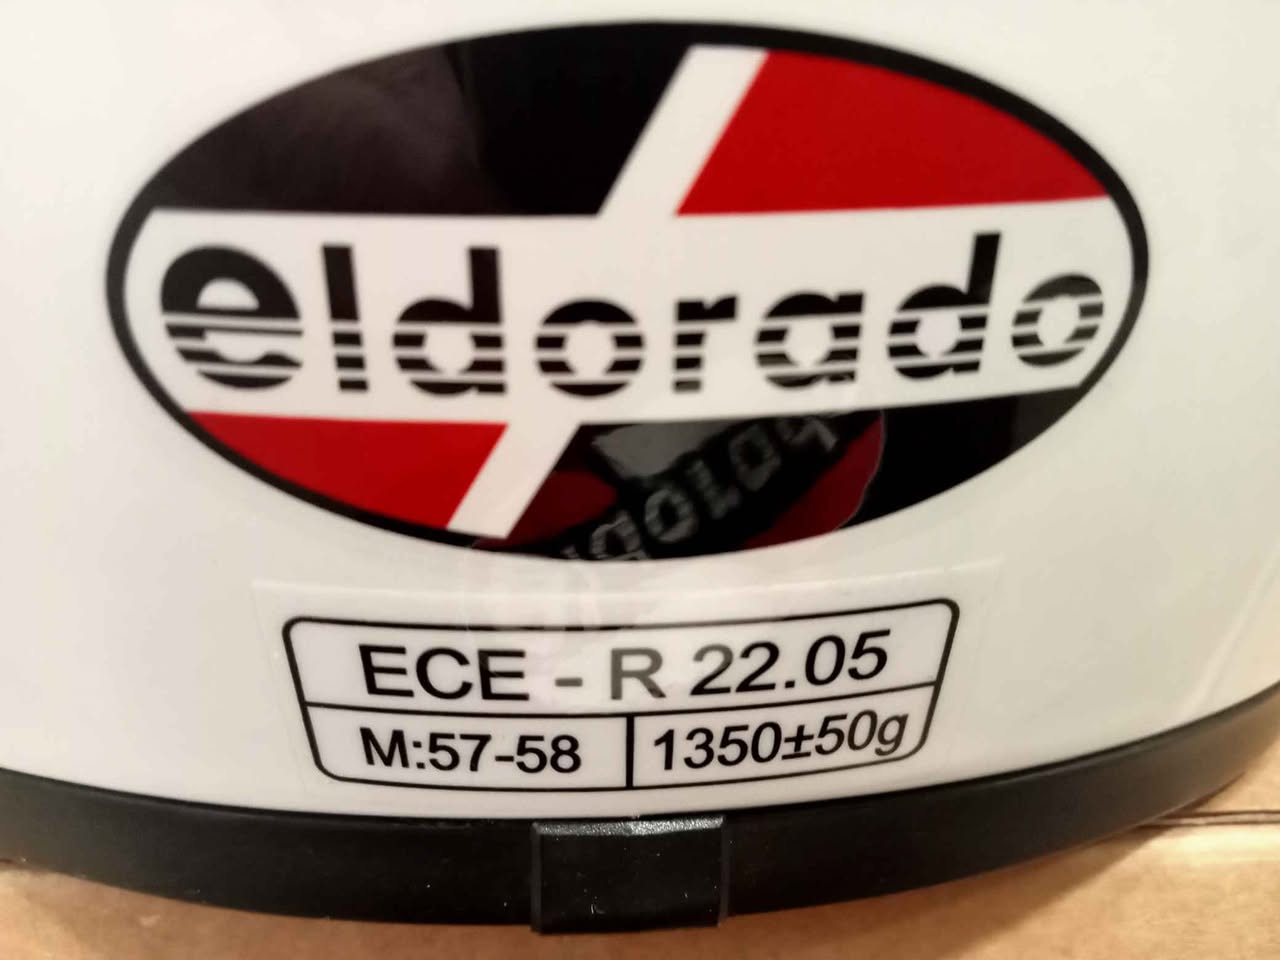 eldorado
ECE - R 22.05
M:57-58
1350±50g